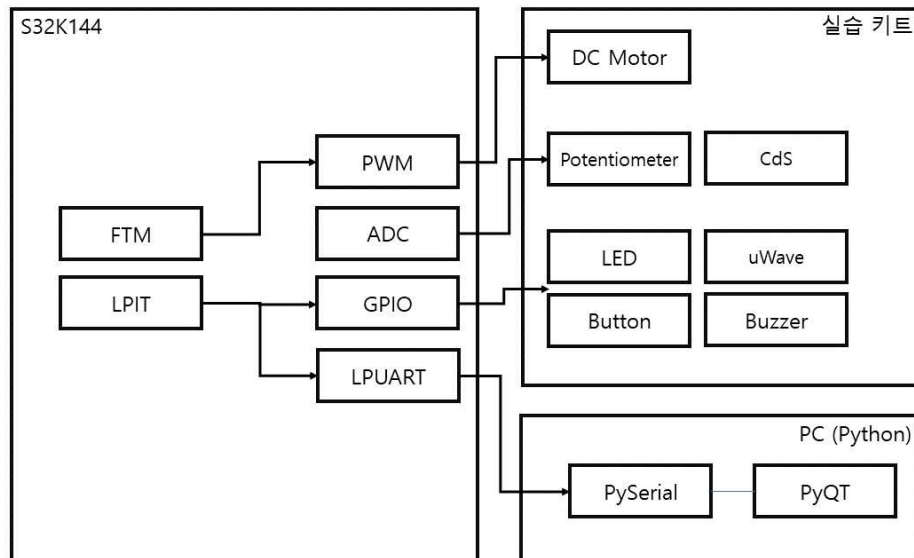 S32K144
실습 키트
DC Motor
PWM
Potentiometer
CdS
FTM
ADC
LED
uWave
LPIT
GPIO
Button
Buzzer
LPUART
PC (Python)
PySerial
PyQT